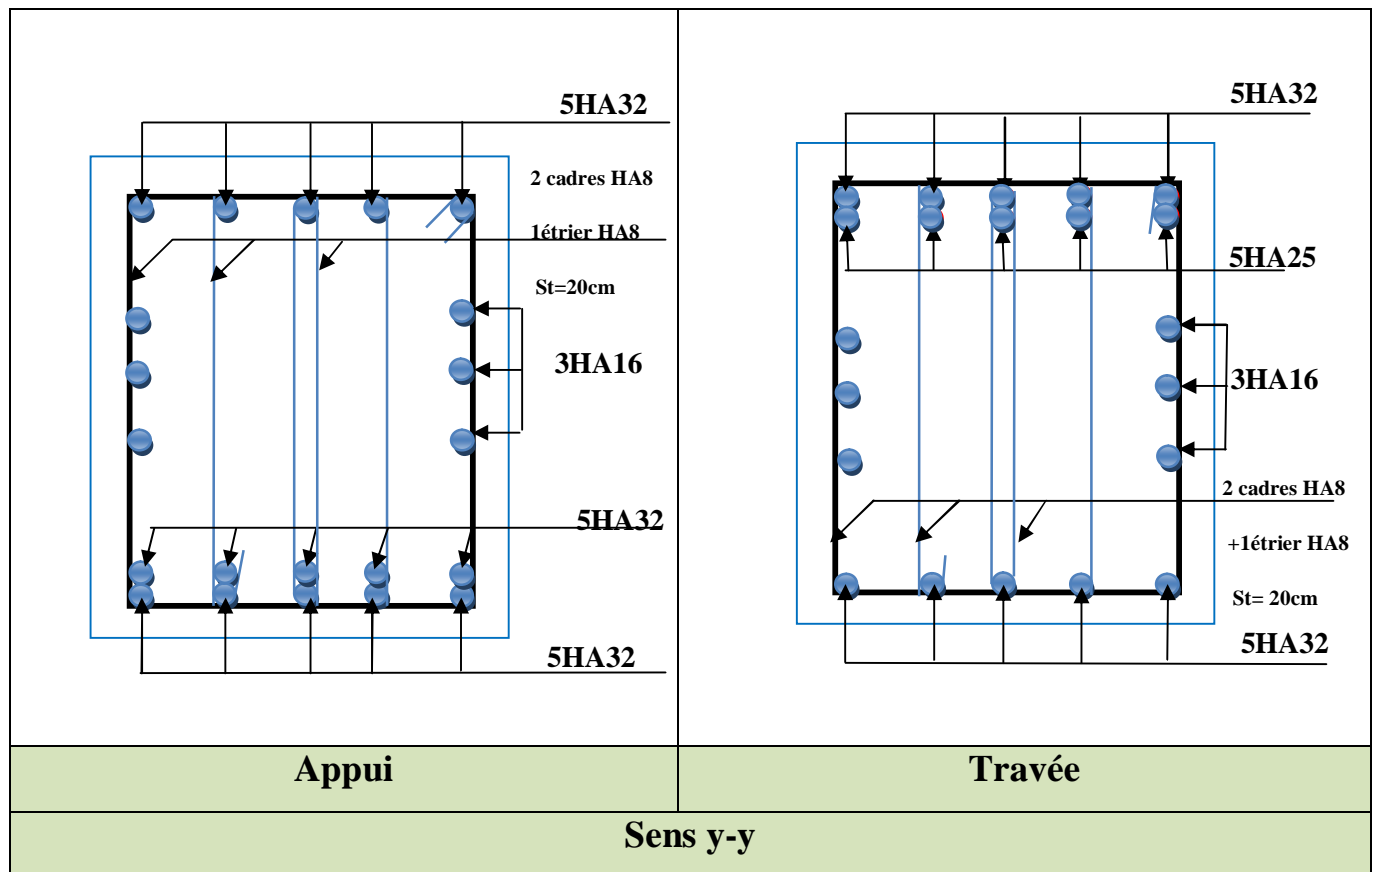 5HA32
2 cadres HA8
1étrier HA8
St=20cm
3HA16
5HA32
5HA32
5HA32
5HA25
3HA16
2 cadres HA8
+1étrier HA8
St= 20cm
5HA32
Appui
Travée
Sens y-y